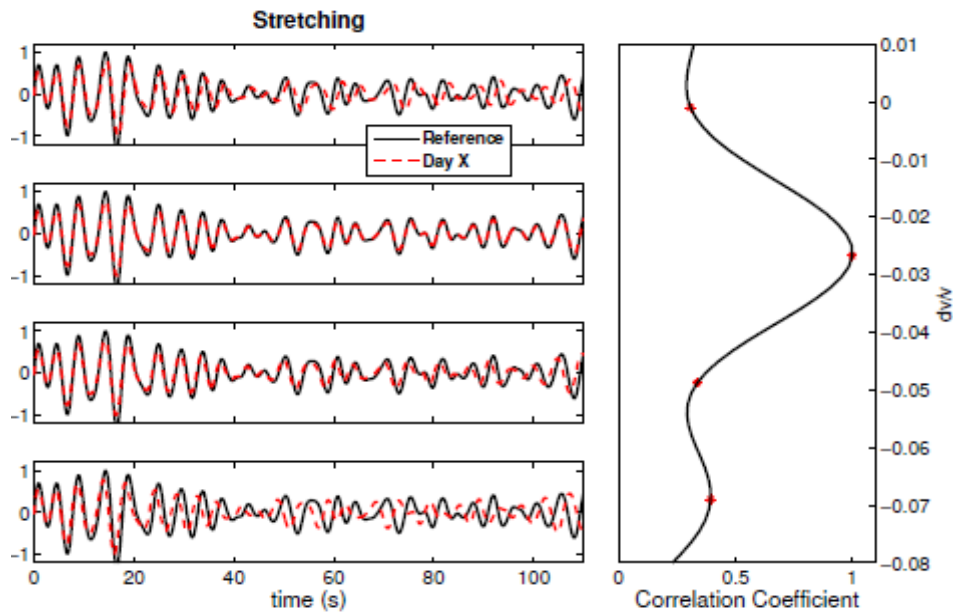 Stretching
1
0
−1
Reference
Day X
1
0
−1
1
0
−1
1
0
−1
0 20 40 60 80 100
time (s)
0.01
0
−0.01
−0.02
−0.03
−0.04
−0.05
−0.06
−0.07
−0.08
dv/v
0 0.5 1
Correlation Coefficient